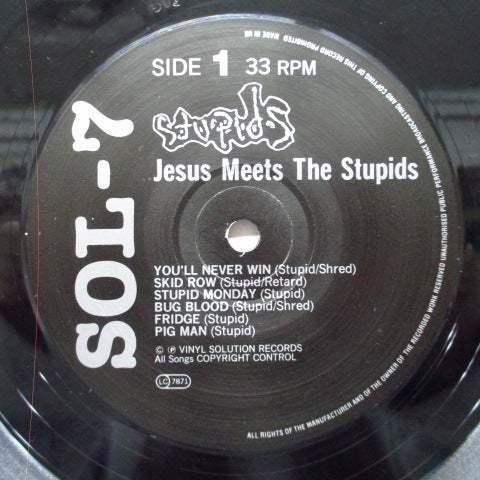 SIDE 1 33 RPM
Stupids
Jesus Meets The Stupids
SOL-7
YOU'LL NEVER WIN (Stupid/Shred)
SKID ROW (Stupid/Retard)
STUPID MONDAY (Stupid)
BUG BLOOD (Stupid/Shred)
FRIDGE (Stupid)
PIG MAN (Stupid)
© ℗ VINYL SOLUTION RECORDS
All Songs COPYRIGHT CONTROL
LC 7871
ALL RIGHTS OF THE MANUFACTURER AND OF THE OWNER OF THE RECORDED WORK RESERVED UNAUTHORISED PUBLIC PERFORMANCE BROADCASTING AND COPYING OF THIS RECORD PROHIBITED MADE IN UK